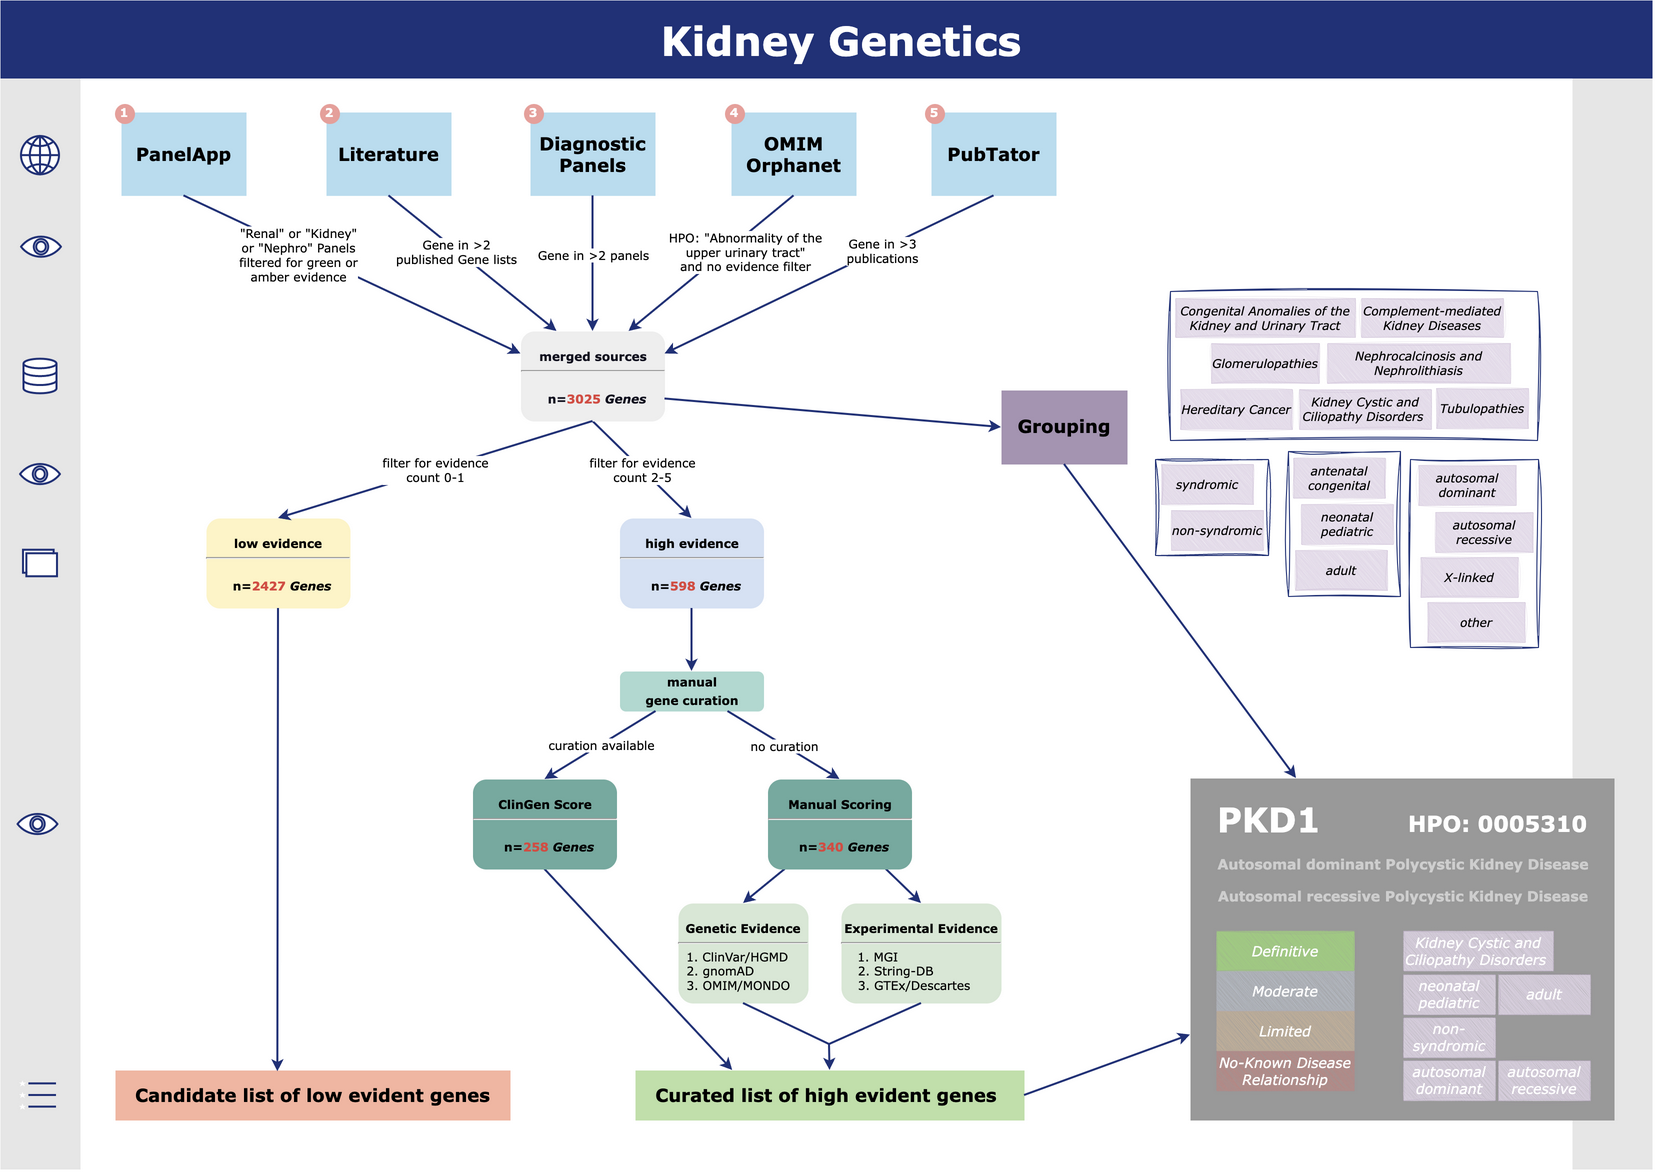 Kidney Genetics
1
PanelApp
2
Literature
3
Diagnostic
Panels
4
OMIM
Orphanet
5
PubTator
"Renal" or "Kidney"
or "Nephro" Panels
filtered for green or
amber evidence
Gene in >2
published Gene lists
Gene in >2 panels
HPO: "Abnormality of the
upper urinary tract"
and no evidence filter
Gene in >3
publications
merged sources
n=3025 Genes
Grouping
Congenital Anomalies of the
Kidney and Urinary Tract
Complement-mediated
Kidney Diseases
Glomerulopathies
Nephrocalcinosis and
Nephrolithiasis
Hereditary Cancer
Kidney Cystic and
Ciliopathy Disorders
Tubulopathies
syndromic
non-syndromic
antenatal
congenital
neonatal
pediatric
adult
autosomal
dominant
autosomal
recessive
X-linked
other
filter for evidence
count 0-1
filter for evidence
count 2-5
low evidence
n=2427 Genes
high evidence
n=598 Genes
manual
gene curation
curation available
no curation
ClinGen Score
n=258 Genes
Manual Scoring
n=340 Genes
Genetic Evidence
1. ClinVar/HGMD
2. gnomAD
3. OMIM/MONDO
Experimental Evidence
1. MGI
2. String-DB
3. GTEx/Descartes
Candidate list of low evident genes
Curated list of high evident genes
PKD1
HPO: 0005310
Autosomal dominant Polycystic Kidney Disease
Autosomal recessive Polycystic Kidney Disease
Definitive
Moderate
Limited
No-Known Disease
Relationship
Kidney Cystic and
Ciliopathy Disorders
neonatal
pediatric
adult
non-
syndromic
autosomal
dominant
autosomal
recessive